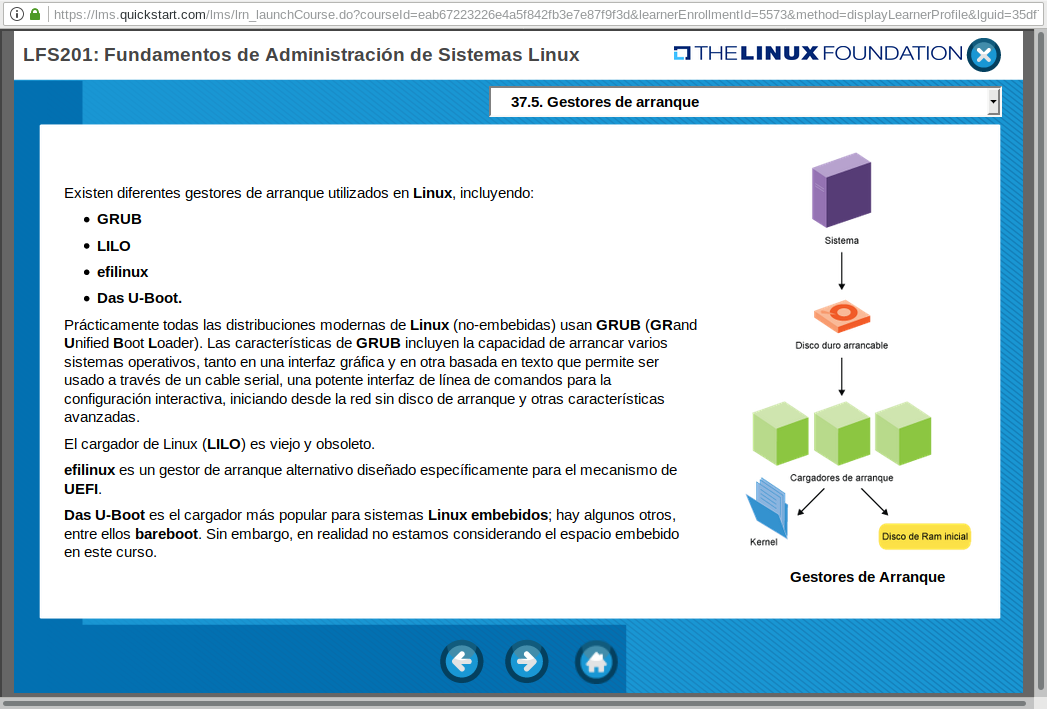 https://lms.quickstart.com/lms/lrn_launchCourse.do?courseId=eab67223226e4a5f842fb3e7e87f9f3d&learnerEnrollmentId=5573&method=displayLearnerProfile&lguid=35df
LFS201: Fundamentos de Administración de Sistemas Linux
THE LINUX FOUNDATION
37.5. Gestores de arranque
Existen diferentes gestores de arranque utilizados en Linux, incluyendo:
• GRUB
• LILO
• efilinux
• Das U-Boot.
Prácticamente todas las distribuciones modernas de Linux (no-embebidas) usan GRUB (GRand
Unified Boot Loader). Las características de GRUB incluyen la capacidad de arrancar varios
sistemas operativos, tanto en una interfaz gráfica y en otra basada en texto que permite ser
usado a través de un cable serial, una potente interfaz de línea de comandos para la
configuración interactiva, iniciando desde la red sin disco de arranque y otras características
avanzadas.
El cargador de Linux (LILO) es viejo y obsoleto.
efilinux es un gestor de arranque alternativo diseñado específicamente para el mecanismo de
UEFI.
Das U-Boot es el cargador más popular para sistemas Linux embebidos; hay algunos otros,
entre ellos bareboot. Sin embargo, en realidad no estamos considerando el espacio embebido
en este curso.
Sistema
Disco duro arrancable
Cargadores de arranque
Kernel
Disco de Ram inicial
Gestores de Arranque